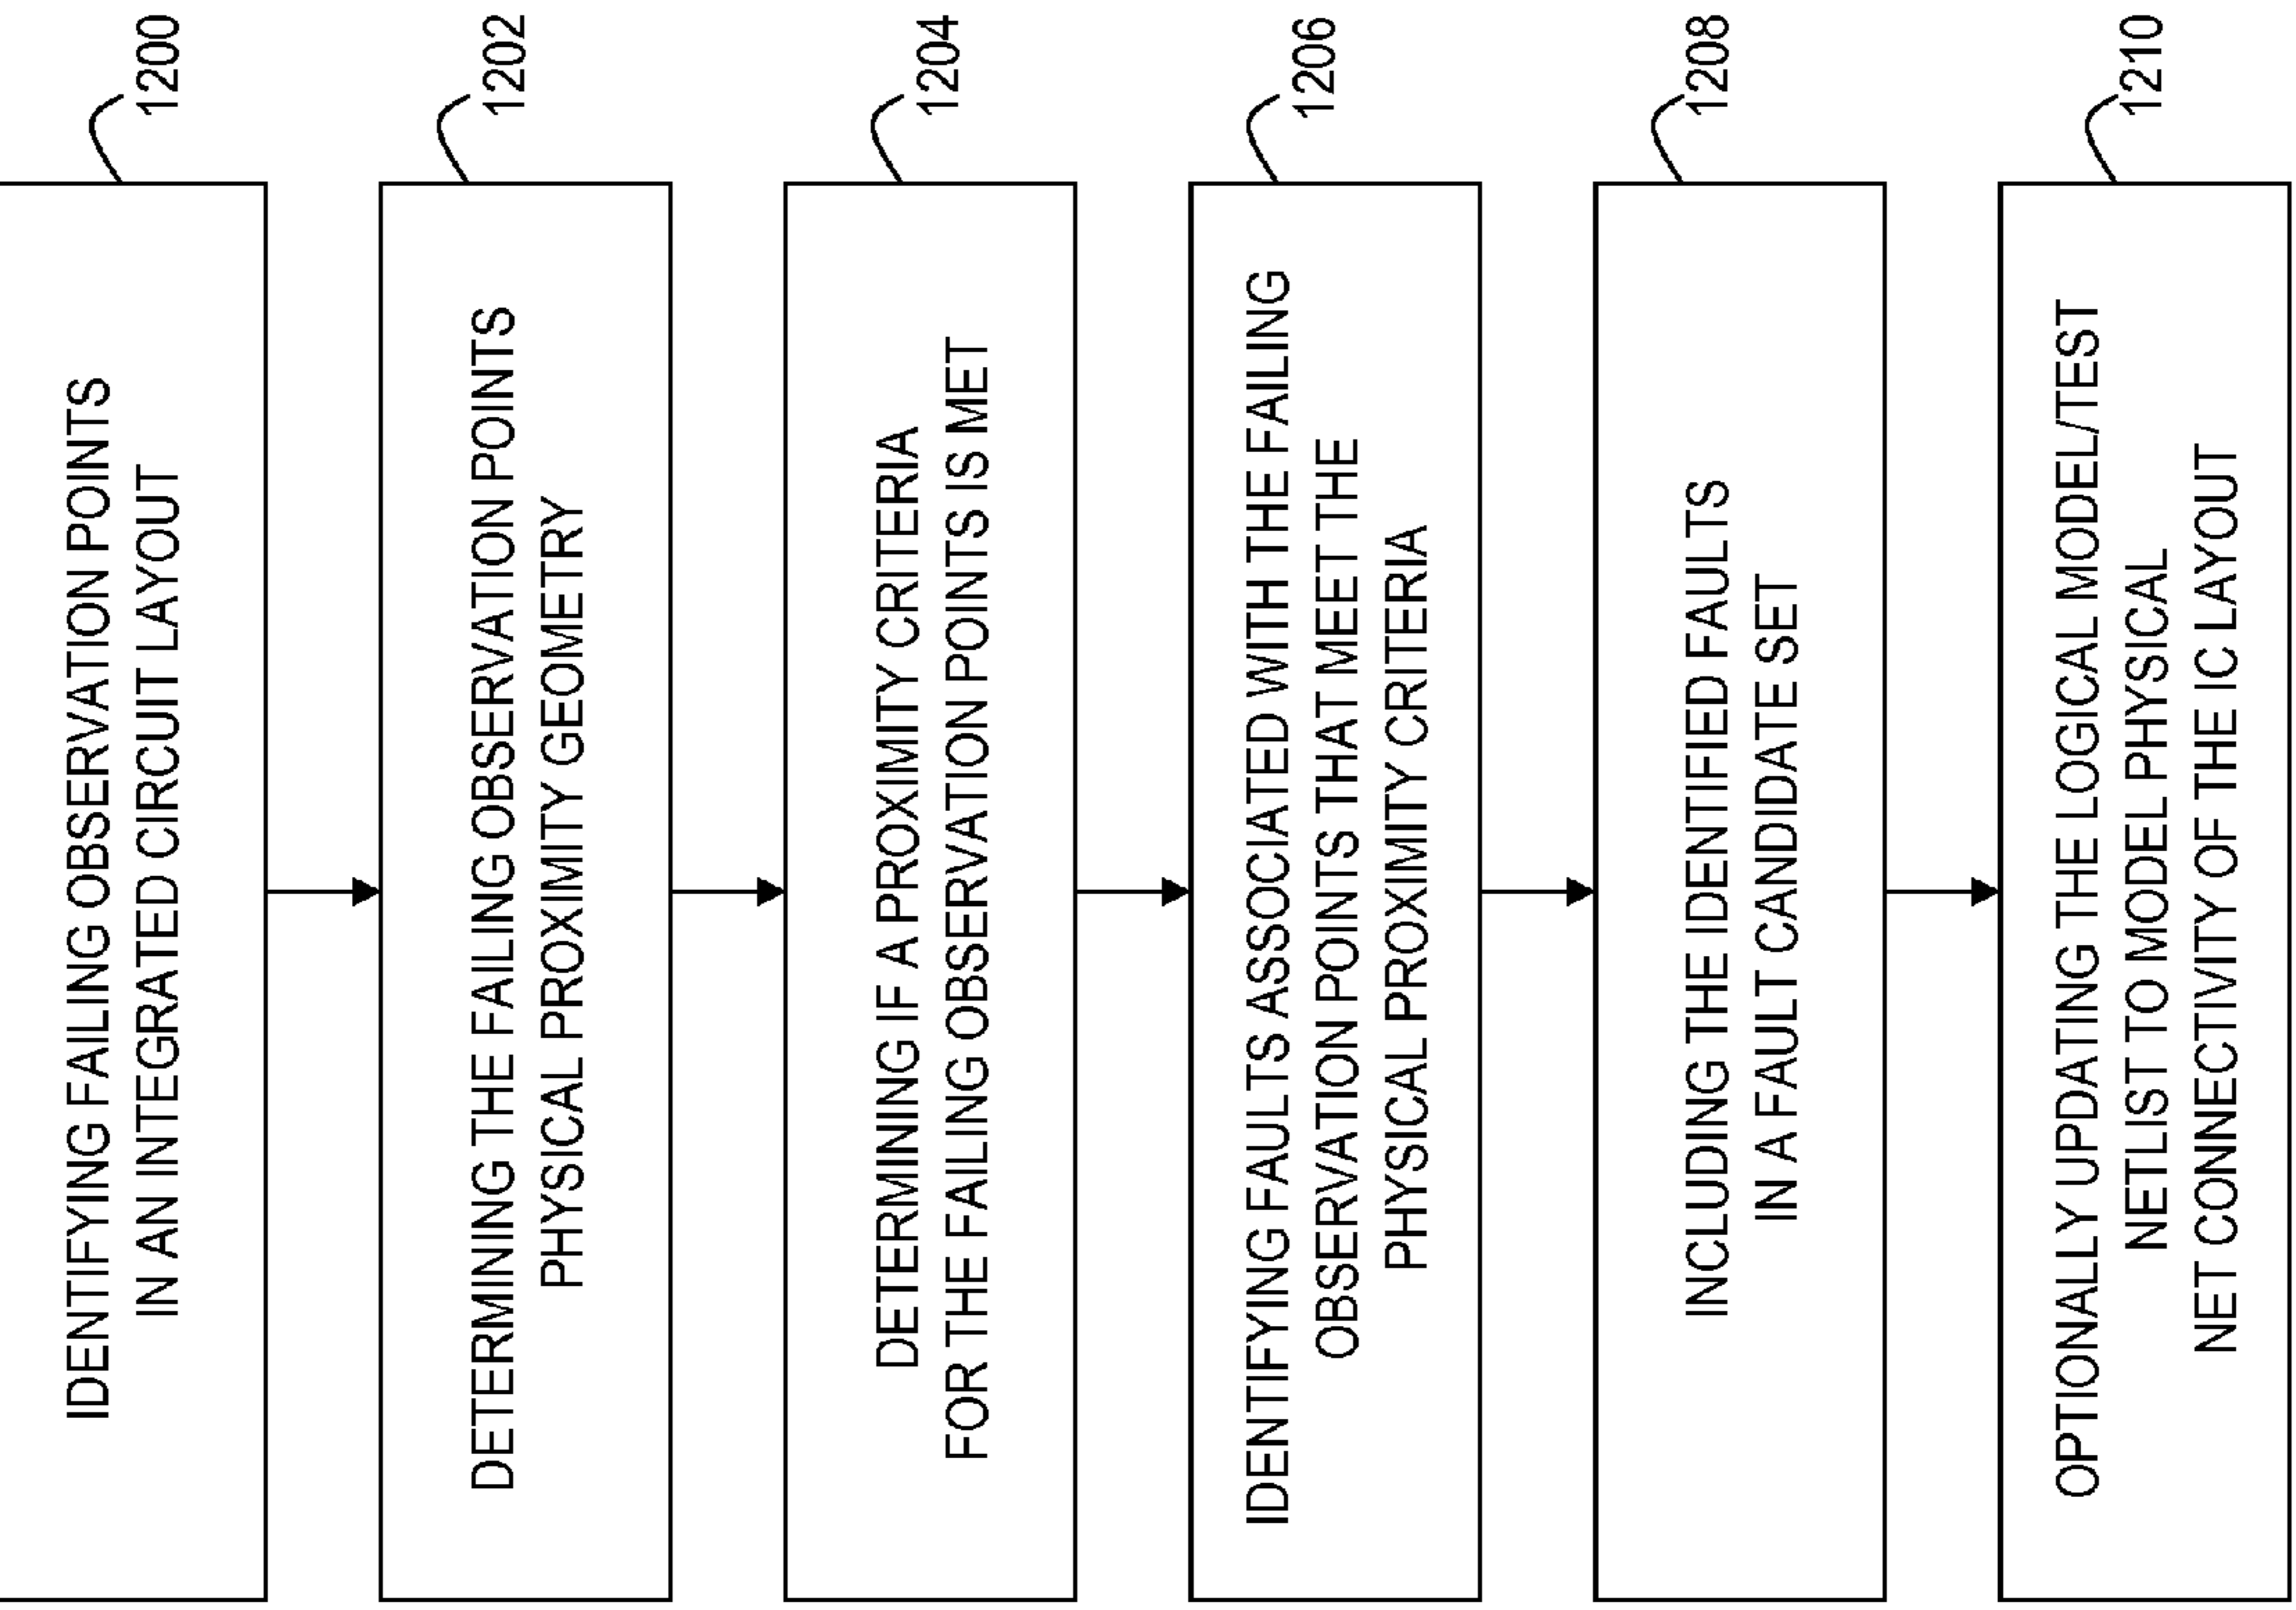 IDENTIFYING FAILING OBSERVATION POINTS
IN AN INTEGRATED CIRCUIT LAYOUT
1200
DETERMINING THE FAILING OBSERVATION POINTS
PHYSICAL PROXIMITY GEOMETRY
1202
DETERMINING IF A PROXIMITY CRITERIA
FOR THE FAILING OBSERVATION POINTS IS MET
1204
IDENTIFYING FAULTS ASSOCIATED WITH THE FAILING
OBSERVATION POINTS THAT MEET THE
PHYSICAL PROXIMITY CRITERIA
1206
INCLUDING THE IDENTIFIED FAULTS
IN A FAULT CANDIDATE SET
1208
OPTIONALLY UPDATING THE LOGICAL MODEL/TEST
NETLIST TO MODEL PHYSICAL
NET CONNECTIVITY OF THE IC LAYOUT
1210